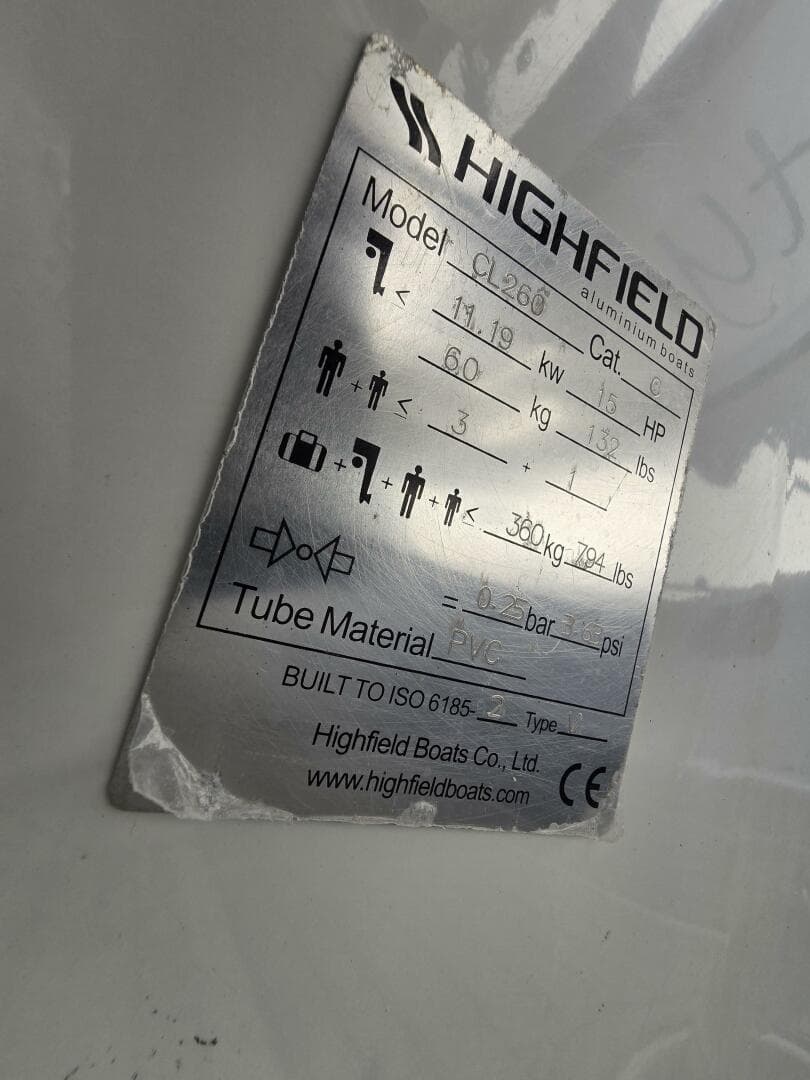 HIGHFIELD
aluminium boats
Model CL260 Cat. C
≤ 11.19 kw 15 HP
60 kg 132 lbs
+ ≤ 3 + 1
+ + + ≤ 360 kg 794 lbs
= 0.25 bar 3.63 psi
Tube Material PVC
BUILT TO ISO 6185-2 Type V
Highfield Boats Co., Ltd.
www.highfieldboats.com CE